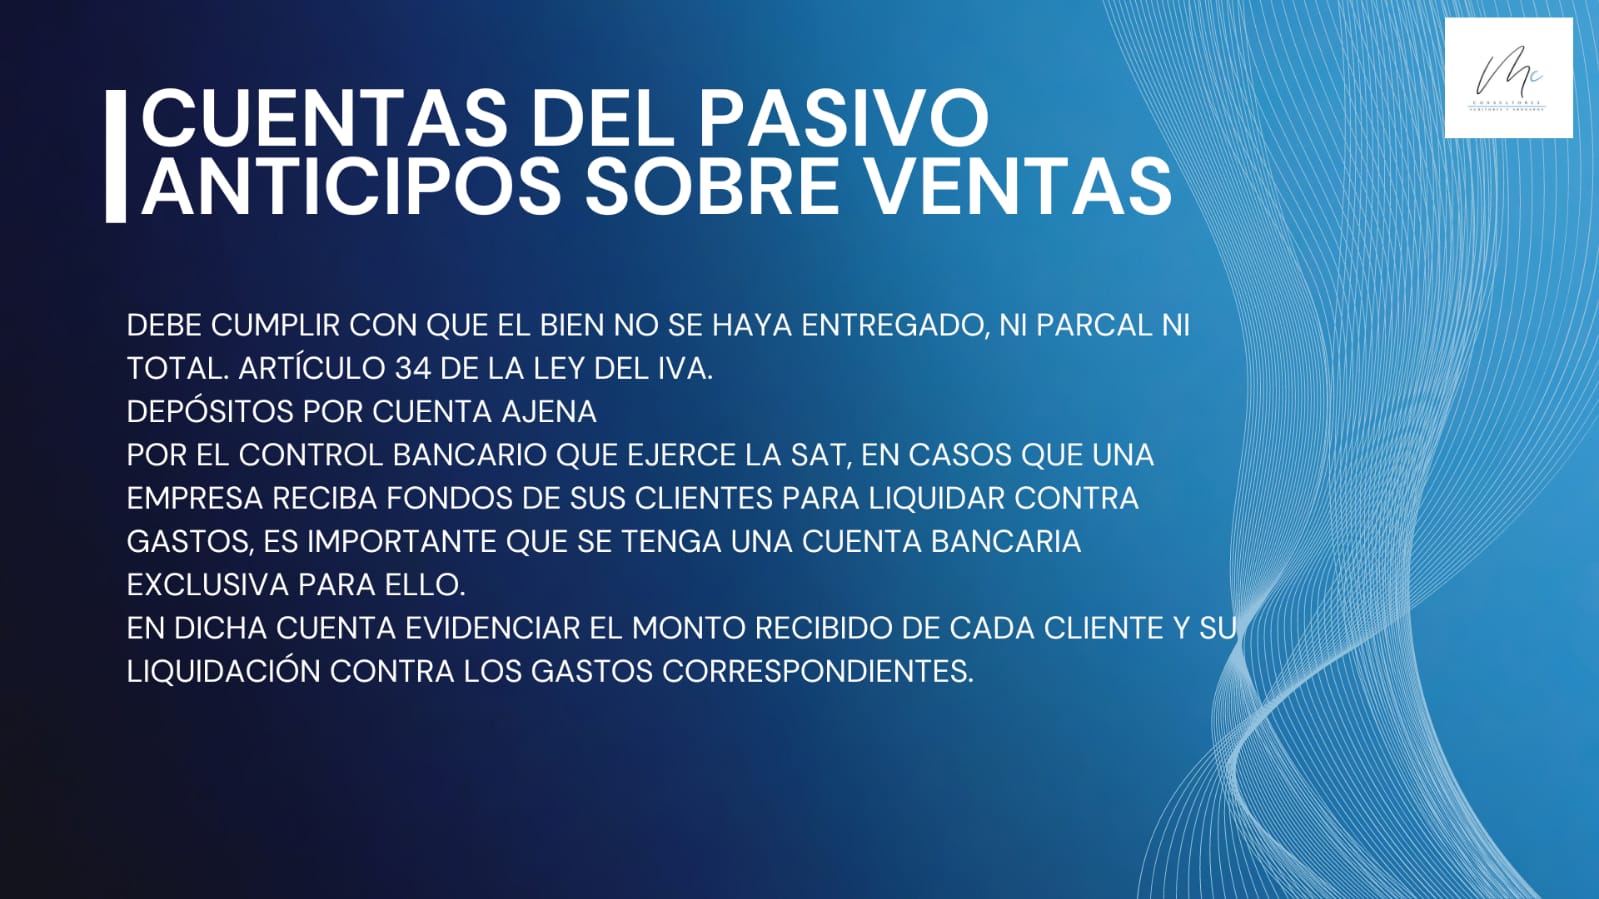 CUENTAS DEL PASIVO
ANTICIPOS SOBRE VENTAS
Mc
CONSULTORES
AUDITORES Y ABOGADOS
DEBE CUMPLIR CON QUE EL BIEN NO SE HAYA ENTREGADO, NI PARCAL NI
TOTAL. ARTÍCULO 34 DE LA LEY DEL IVA.
DEPÓSITOS POR CUENTA AJENA
POR EL CONTROL BANCARIO QUE EJERCE LA SAT, EN CASOS QUE UNA
EMPRESA RECIBA FONDOS DE SUS CLIENTES PARA LIQUIDAR CONTRA
GASTOS, ES IMPORTANTE QUE SE TENGA UNA CUENTA BANCARIA
EXCLUSIVA PARA ELLO.
EN DICHA CUENTA EVIDENCIAR EL MONTO RECIBIDO DE CADA CLIENTE Y SU
LIQUIDACIÓN CONTRA LOS GASTOS CORRESPONDIENTES.